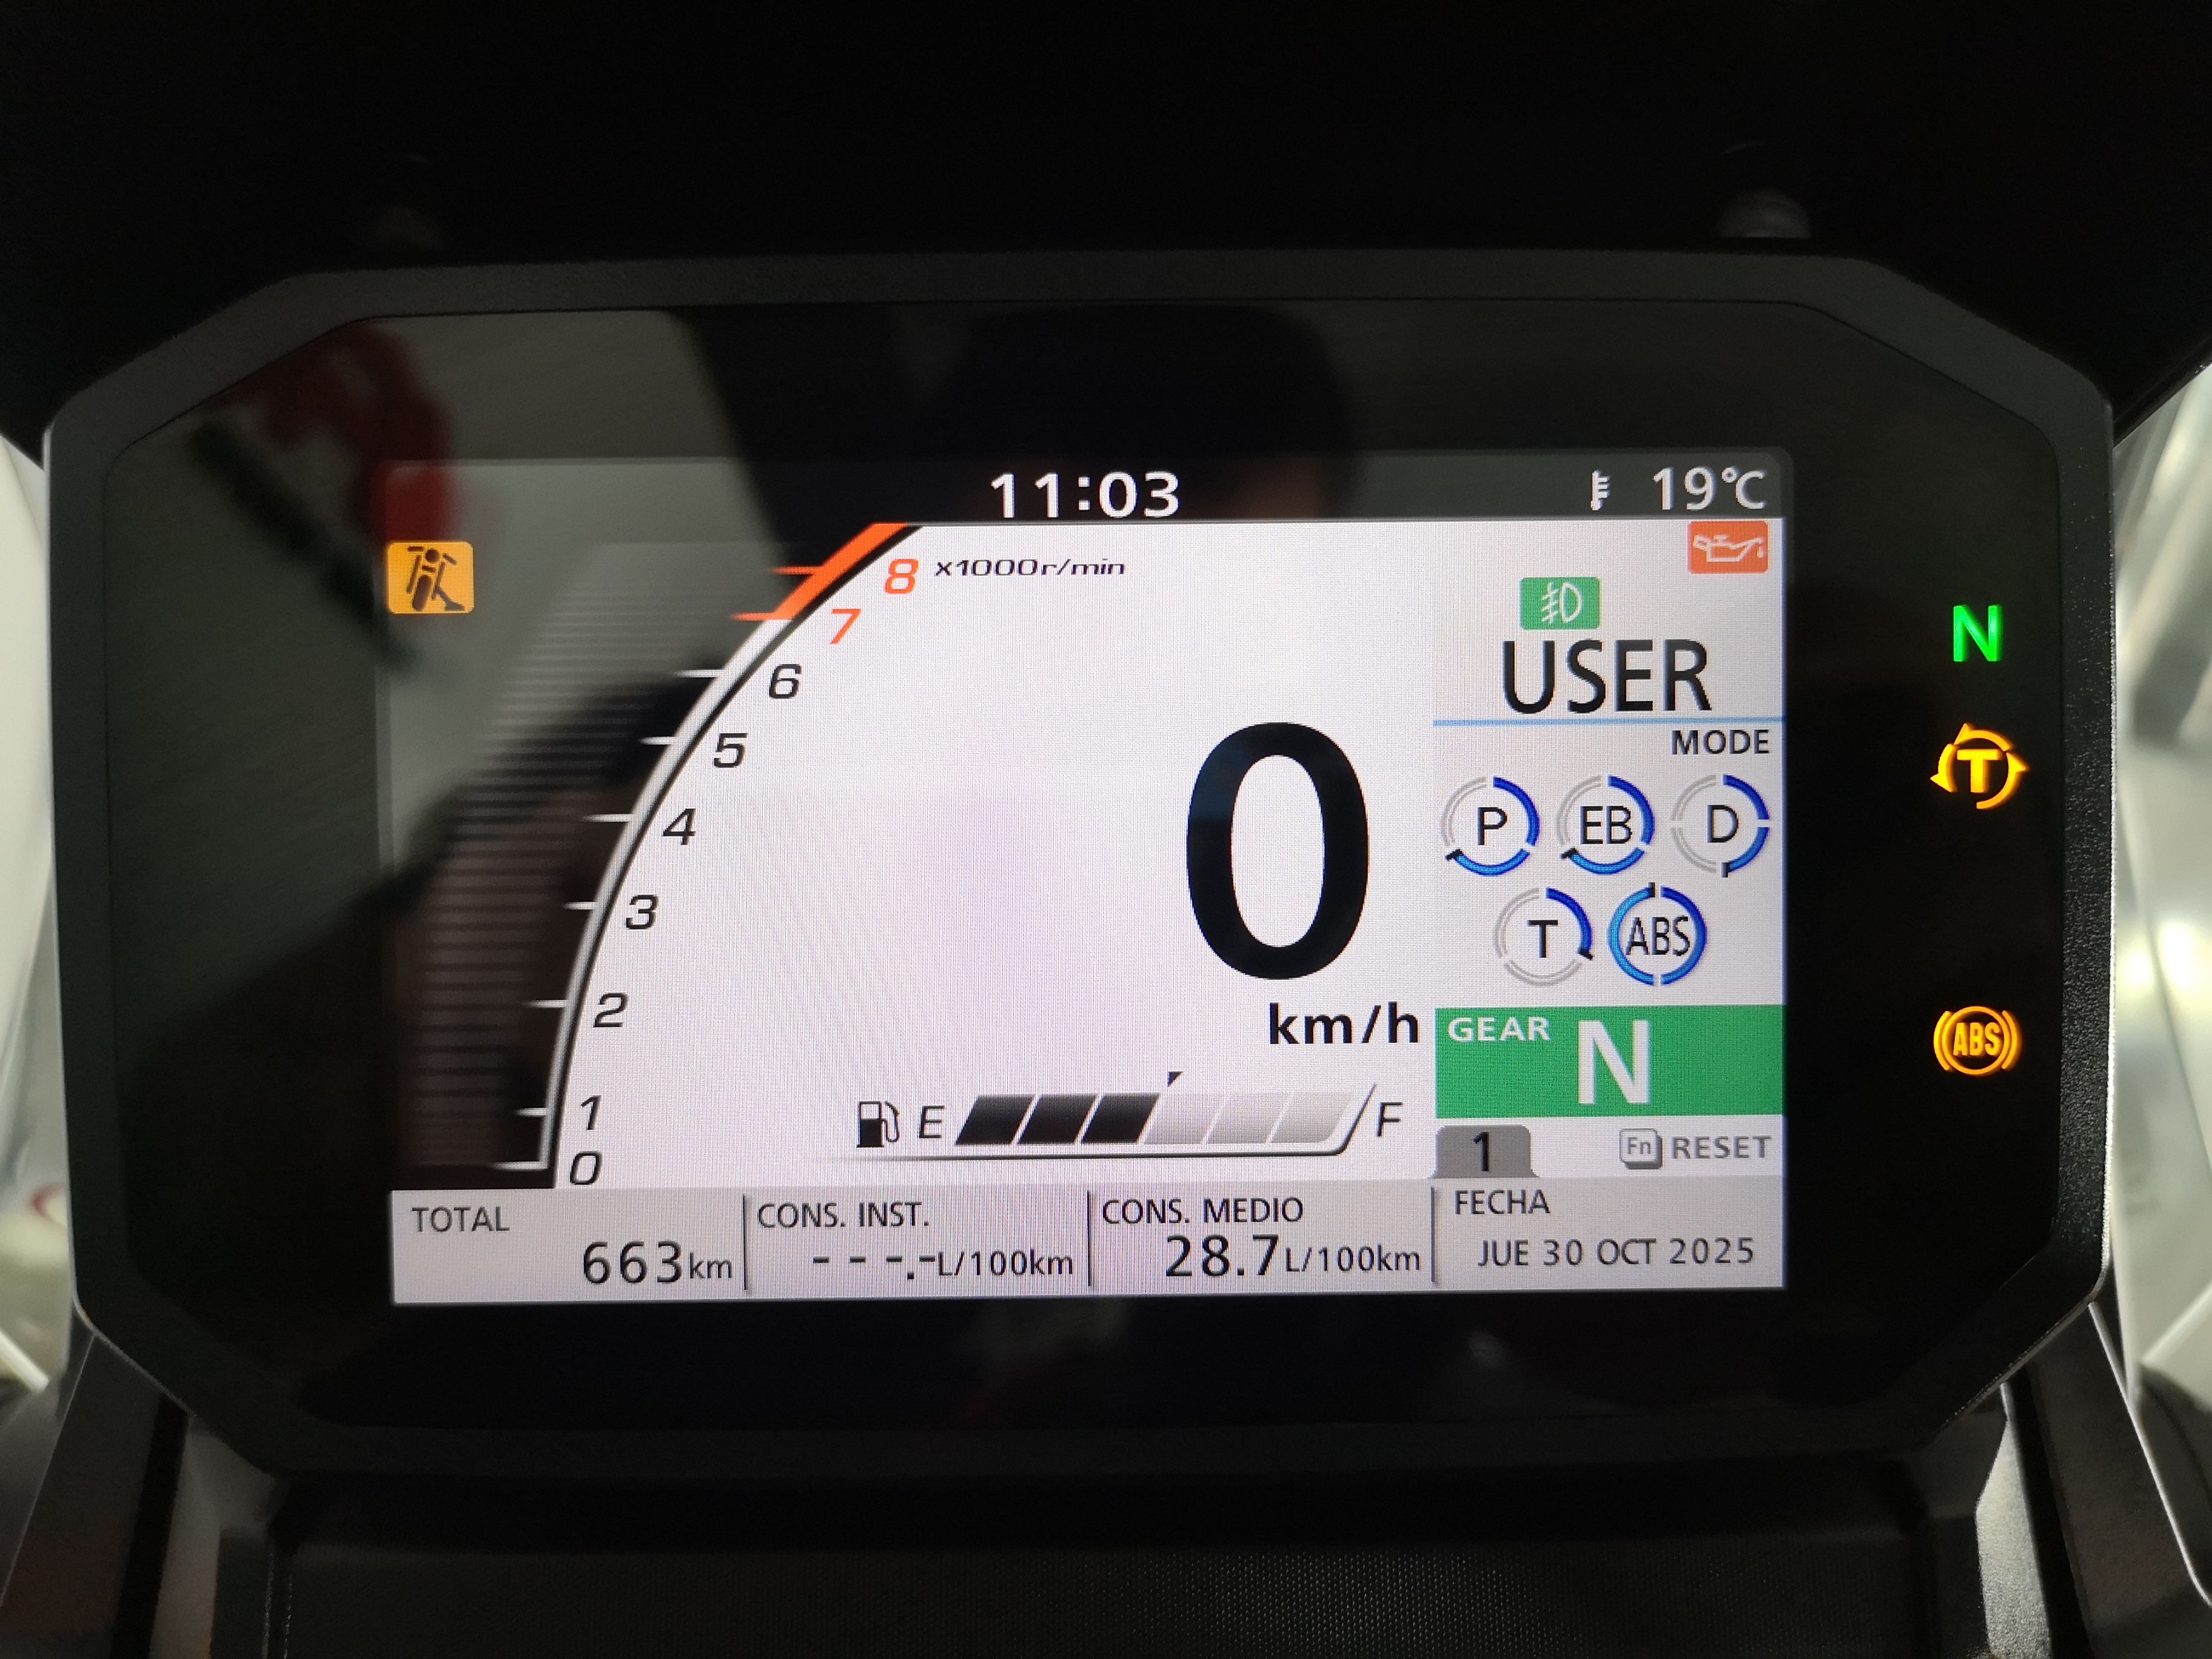 11:03
19℃
8 x1000r/min
7
6
5
4
3
2
1
0
USER
MODE
P EB D
T ABS
0
km/h
GEAR N
E F
1 Fn RESET
TOTAL
663km
CONS. INST.
---.-L/100km
CONS. MEDIO
28.7L/100km
FECHA
JUE 30 OCT 2025
N
T
ABS